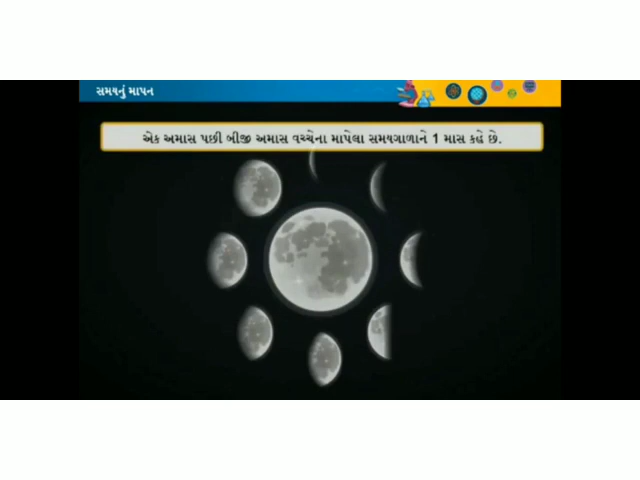 સમયનું માપન
એક અમાસ પછી બીજી અમાસ વચ્ચેના માપેલા સમયગાળાને 1 માસ કહે છે.